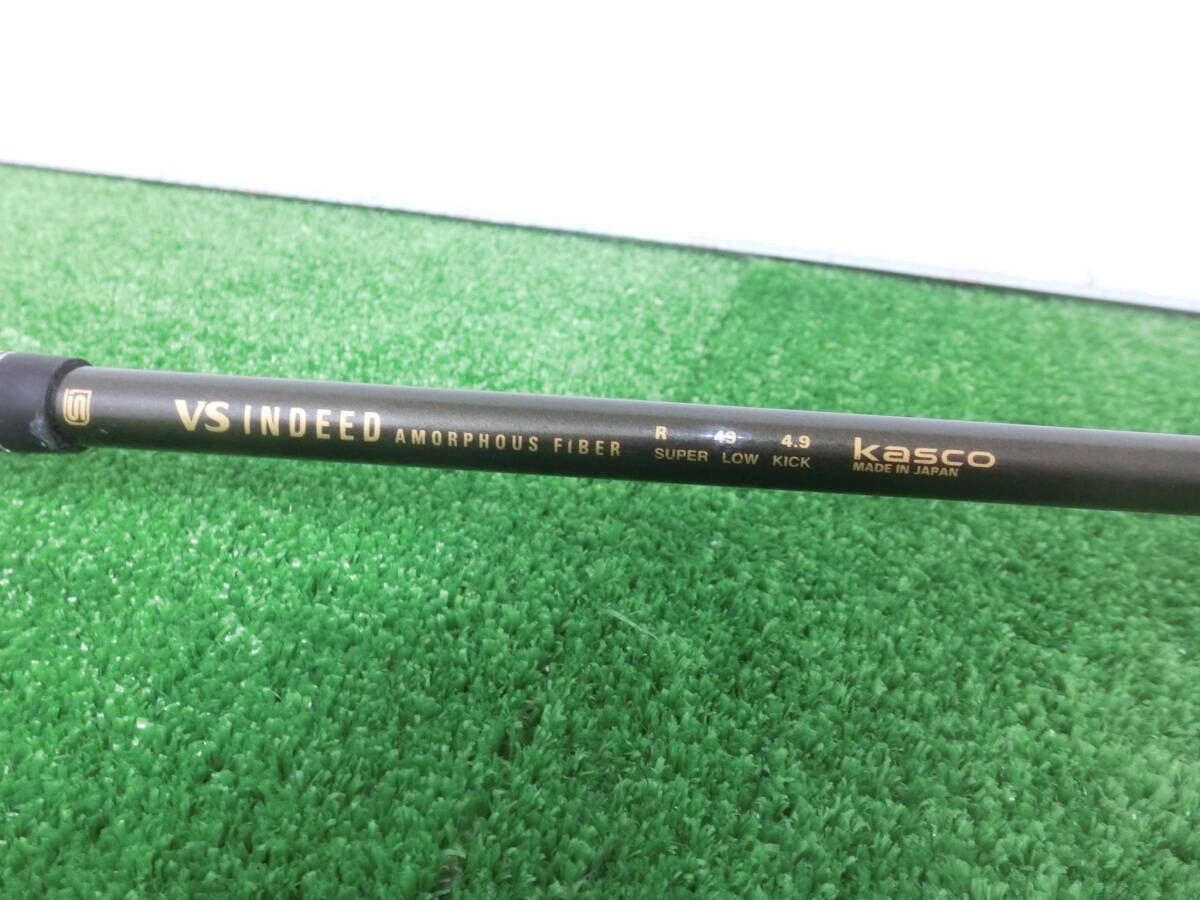 VS INDEED AMORPHOUS FIBER
R 49 4.9
SUPER LOW KICK
kasco
MADE IN JAPAN